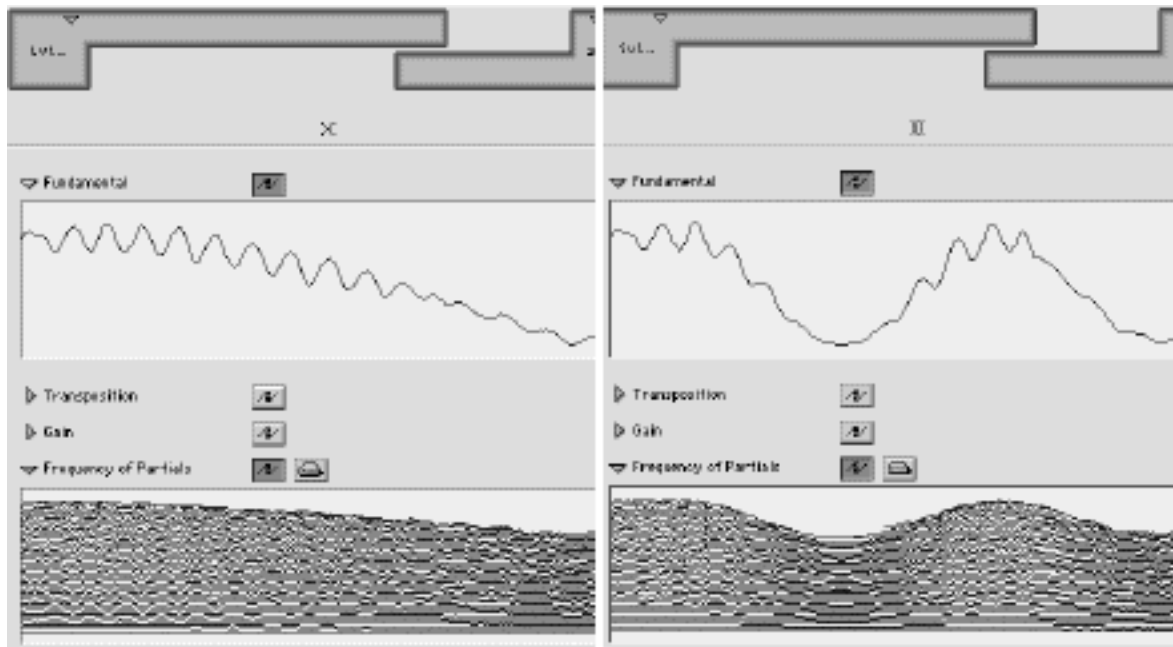 Fundamental
Transposition
Gain
Frequency of Partials
Fundamental
Transposition
Gain
Frequency of Partials